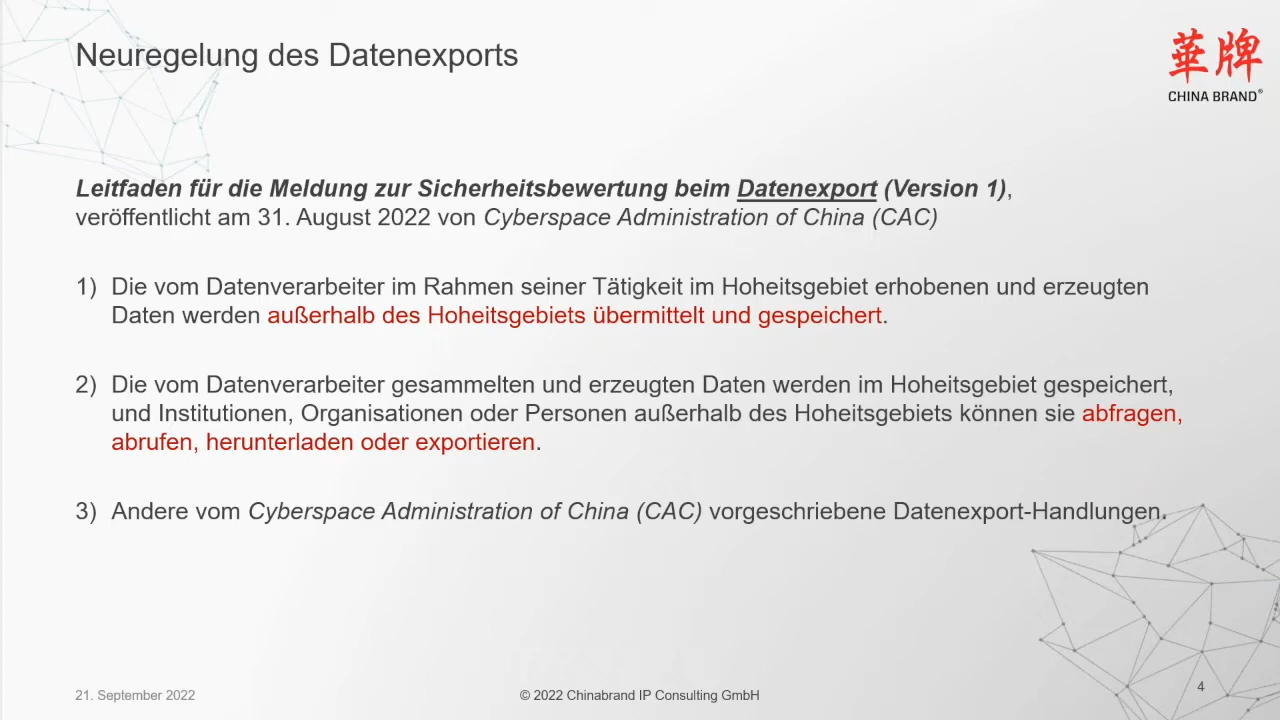 Neuregelung des Datenexports
華牌
CHINA BRAND®
Leitfaden für die Meldung zur Sicherheitsbewertung beim Datenexport (Version 1),
veröffentlicht am 31. August 2022 von Cyberspace Administration of China (CAC)
1) Die vom Datenverarbeiter im Rahmen seiner Tätigkeit im Hoheitsgebiet erhobenen und erzeugten
Daten werden außerhalb des Hoheitsgebiets übermittelt und gespeichert.
2) Die vom Datenverarbeiter gesammelten und erzeugten Daten werden im Hoheitsgebiet gespeichert,
und Institutionen, Organisationen oder Personen außerhalb des Hoheitsgebiets können sie abfragen,
abrufen, herunterladen oder exportieren.
3) Andere vom Cyberspace Administration of China (CAC) vorgeschriebene Datenexport-Handlungen.
21. September 2022
© 2022 Chinabrand IP Consulting GmbH
4